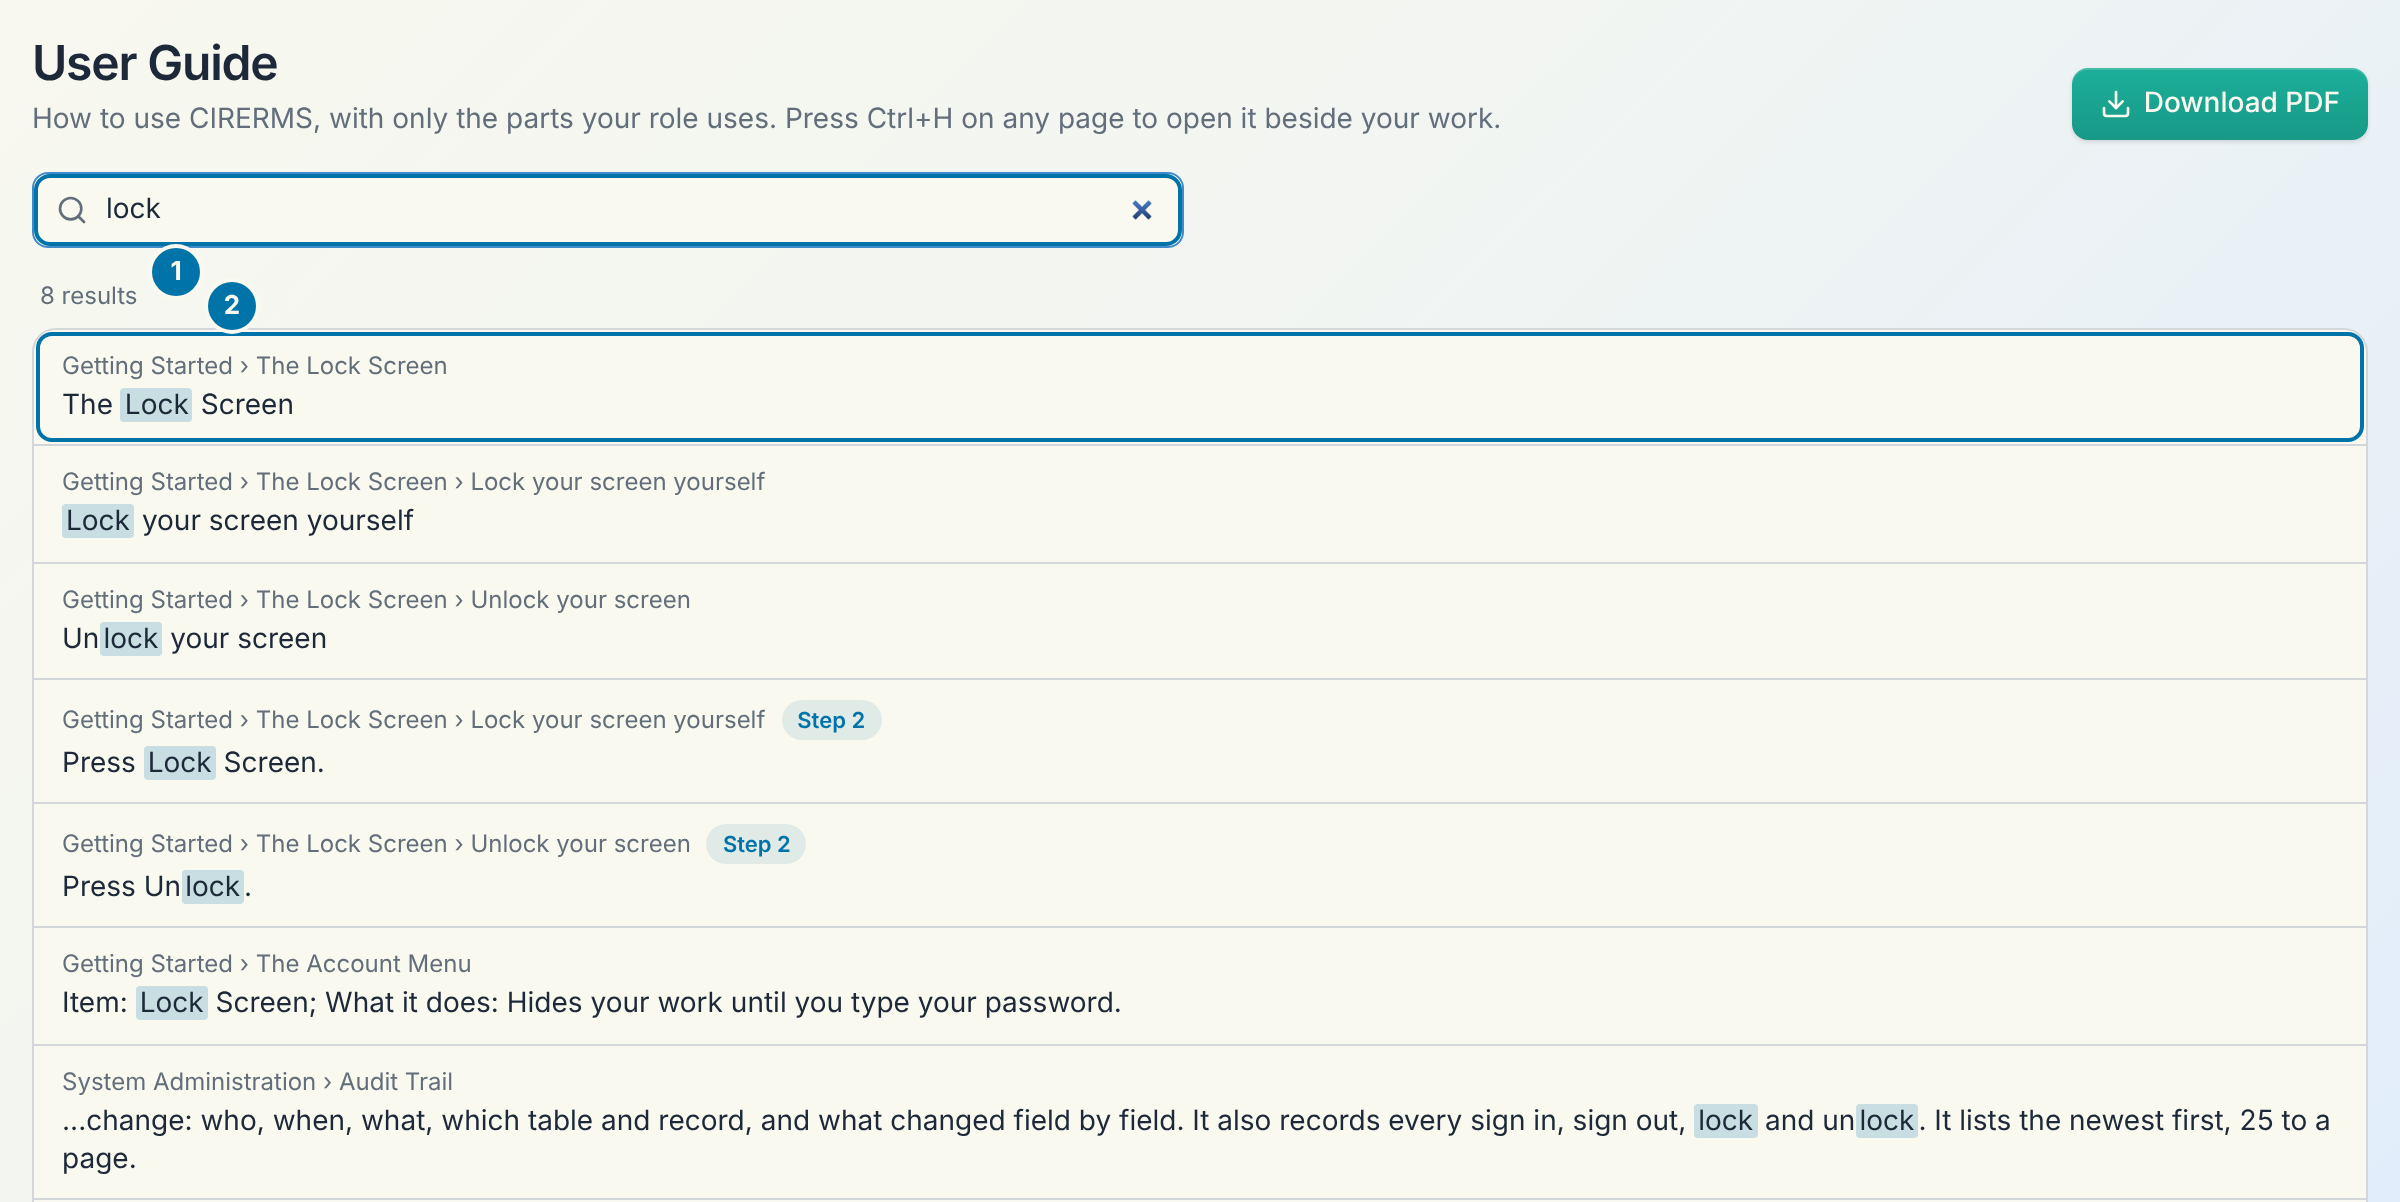 User Guide
How to use CIRERMS, with only the parts your role uses. Press Ctrl+H on any page to open it beside your work.
Download PDF
lock
1
8 results
2
Getting Started › The Lock Screen
The Lock Screen
Getting Started › The Lock Screen › Lock your screen yourself
Lock your screen yourself
Getting Started › The Lock Screen › Unlock your screen
Unlock your screen
Getting Started › The Lock Screen › Lock your screen yourself Step 2
Press Lock Screen.
Getting Started › The Lock Screen › Unlock your screen Step 2
Press Unlock.
Getting Started › The Account Menu
Item: Lock Screen; What it does: Hides your work until you type your password.
System Administration › Audit Trail
…change: who, when, what, which table and record, and what changed field by field. It also records every sign in, sign out, lock and unlock. It lists the newest first, 25 to a
page.